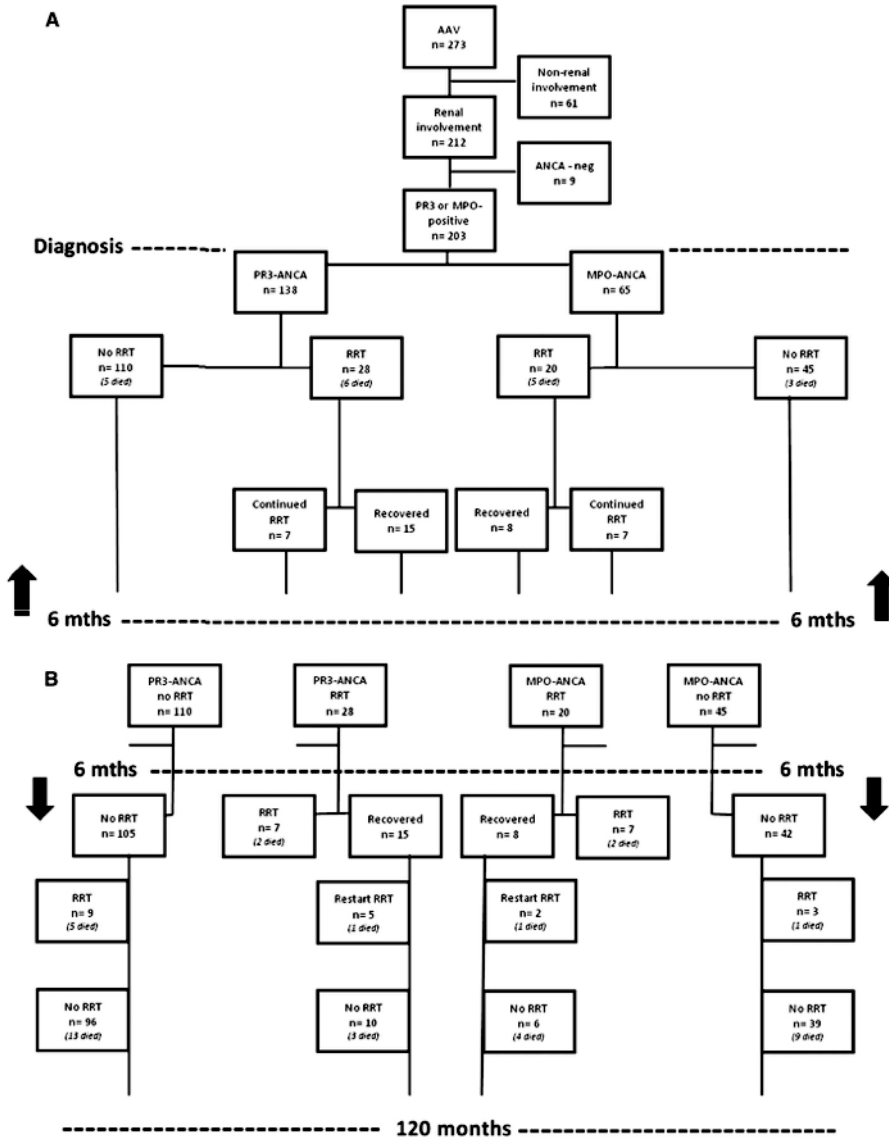 A
AAV
n= 273
Non-renal
involvement
n= 61
Renal
involvement
n= 212
ANCA - neg
n= 9
PR3 or MPO-
positive
n= 203
Diagnosis
PR3-ANCA
n= 138
MPO-ANCA
n= 65
No RRT
n= 110
(5 died)
RRT
n= 28
(6 died)
RRT
n= 20
(5 died)
No RRT
n= 45
(3 died)
Continued
RRT
n= 7
Recovered
n= 15
Recovered
n= 8
Continued
RRT
n= 7
6 mths
6 mths
B
PR3-ANCA
no RRT
n= 110
PR3-ANCA
RRT
n= 28
MPO-ANCA
RRT
n= 20
MPO-ANCA
no RRT
n= 45
6 mths
6 mths
No RRT
n= 105
RRT
n= 7
(2 died)
Recovered
n= 15
Recovered
n= 8
RRT
n= 7
(2 died)
No RRT
n= 42
RRT
n= 9
(5 died)
Restart RRT
n= 5
(1 died)
Restart RRT
n= 2
(1 died)
RRT
n= 3
(1 died)
No RRT
n= 96
(13 died)
No RRT
n= 10
(3 died)
No RRT
n= 6
(4 died)
No RRT
n= 39
(9 died)
120 months